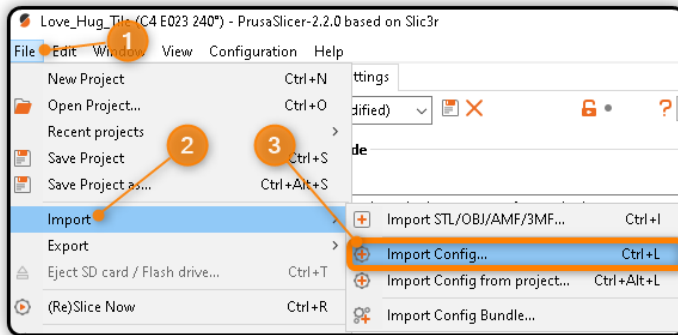 Love_Hug_Tile (C4 E023 240°) - PrusaSlicer-2.2.0 based on Slic3r
File Edit Window View Configuration Help
1
New Project Ctrl+N
ttings
Open Project... Ctrl+O
dified)
?
Recent projects
2
3
de
Save Project Ctrl+S
Save Project as... Ctrl+Alt+S
Import
Import STL/OBJ/AMF/3MF... Ctrl+I
Export
Import Config... Ctrl+L
Eject SD card / Flash drive... Ctrl+T
Import Config from project... Ctrl+Alt+L
(Re)Slice Now Ctrl+R
Import Config Bundle...